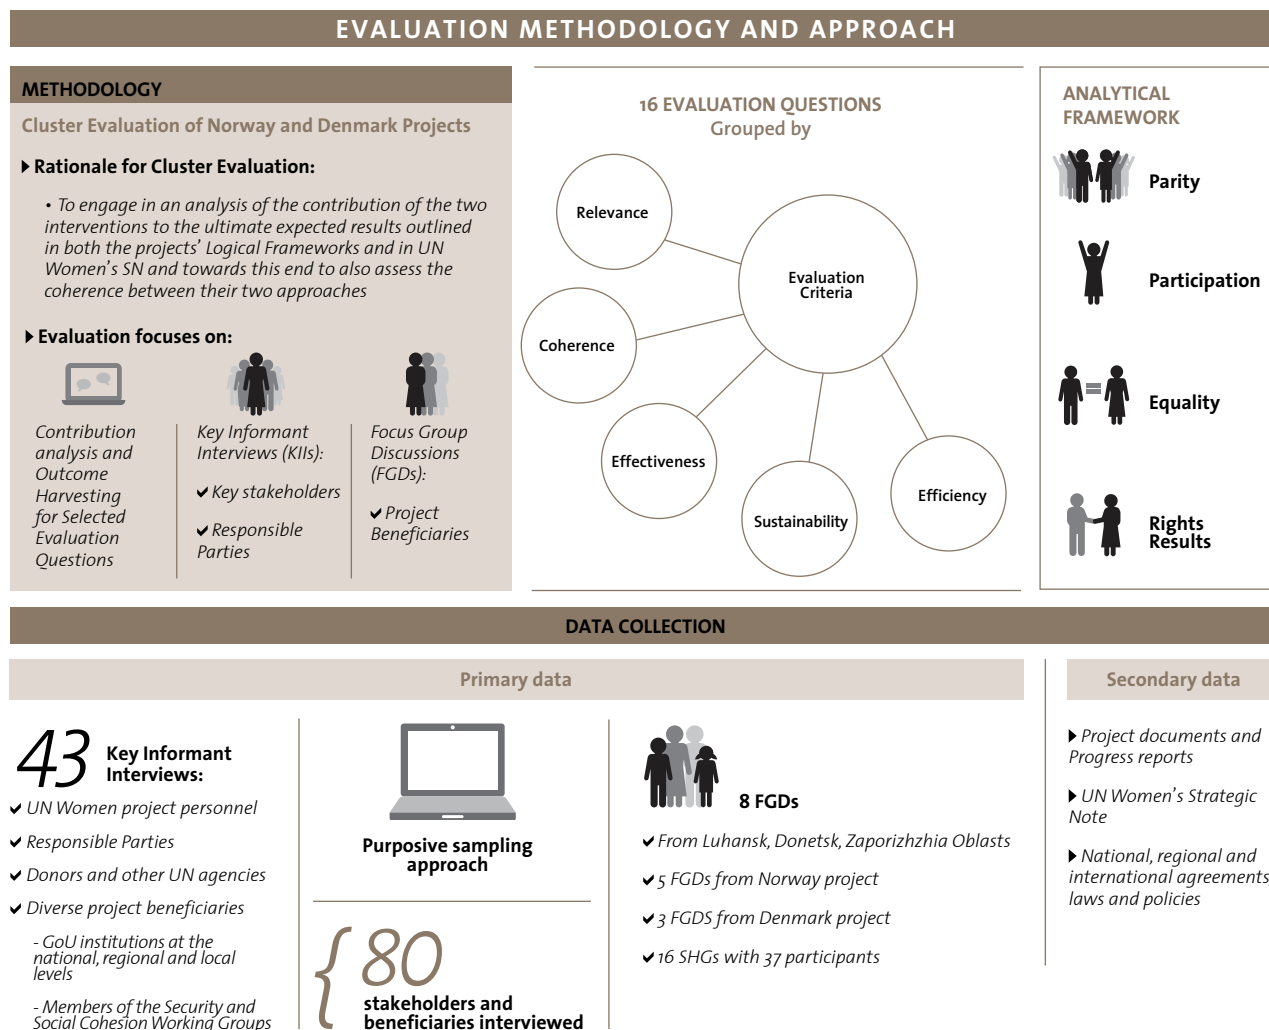 EVALUATION METHODOLOGY AND APPROACH
METHODOLOGY
Cluster Evaluation of Norway and Denmark Projects
Rationale for Cluster Evaluation:
• To engage in an analysis of the contribution of the two
interventions to the ultimate expected results outlined
in both the projects' Logical Frameworks and in UN
Women's SN and towards this end to also assess the
coherence between their two approaches
Evaluation focuses on:
Contribution
analysis and
Outcome
Harvesting
for Selected
Evaluation
Questions
Key Informant
Interviews (KIIs):
Key stakeholders
Responsible
Parties
Focus Group
Discussions
(FGDs):
Project
Beneficiaries
16 EVALUATION QUESTIONS
Grouped by
Relevance
Evaluation
Criteria
Coherence
Effectiveness
Sustainability
Efficiency
ANALYTICAL
FRAMEWORK
Parity
Participation
Equality
Rights
Results
DATA COLLECTION
Primary data
43
Key Informant
Interviews:
UN Women project personnel
Responsible Parties
Donors and other UN agencies
Diverse project beneficiaries
- GoU institutions at the
national, regional and local
levels
- Members of the Security and
Social Cohesion Working Groups
Purposive sampling
approach
80
stakeholders and
beneficiaries interviewed
8 FGDs
From Luhansk, Donetsk, Zaporizhzhia Oblasts
5 FGDs from Norway project
3 FGDS from Denmark project
16 SHGs with 37 participants
Secondary data
Project documents and
Progress reports
UN Women's Strategic
Note
National, regional and
international agreements
laws and policies